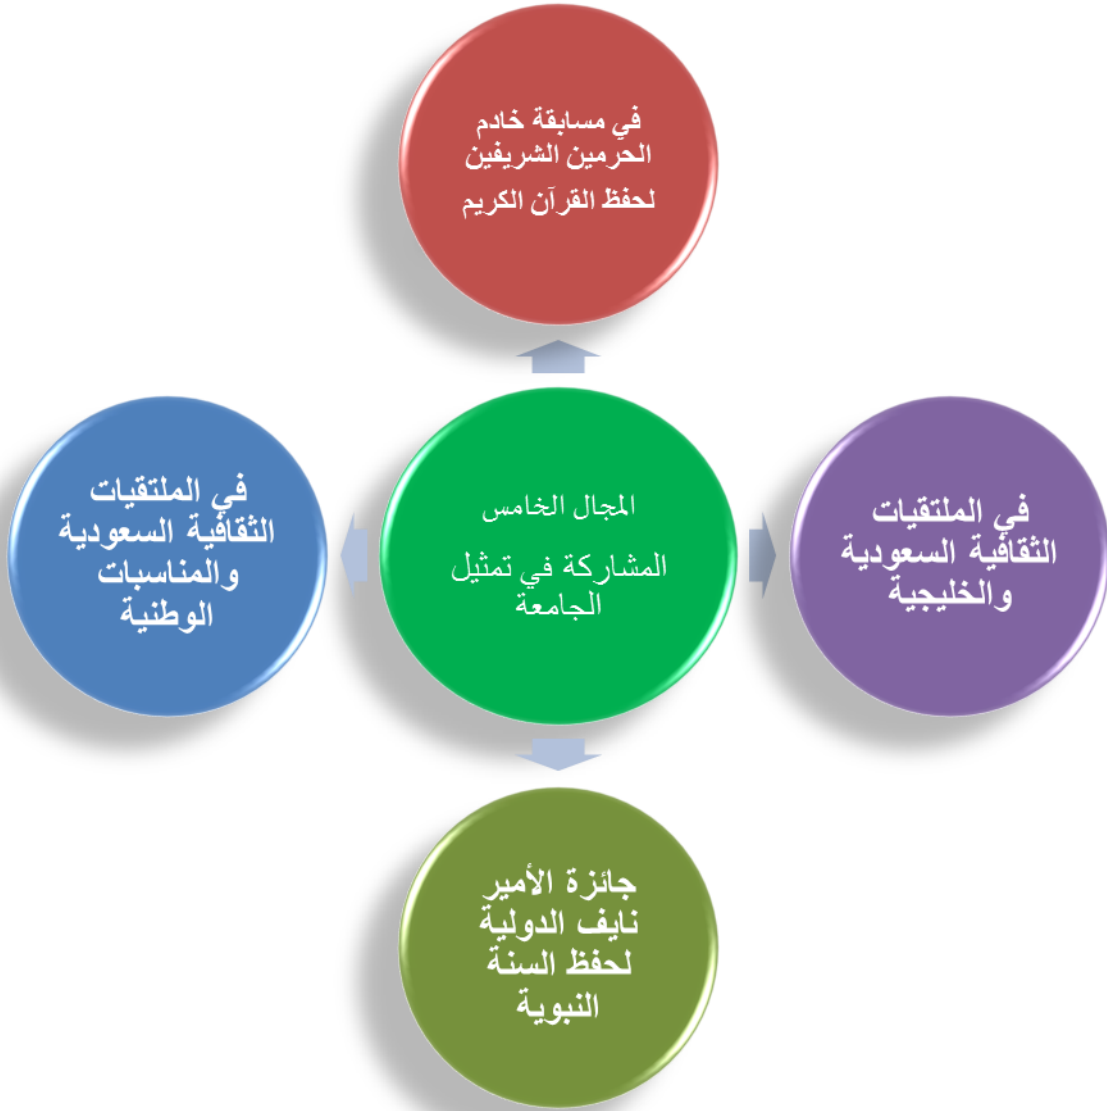 في مسابقة خادم
الحرمين الشريفين
لحفظ القرآن الكريم
المجال الخامس
المشاركة في تمثيل
الجامعة
في الملتقيات
الثقافية السعودية
والخليجية
في الملتقيات
الثقافية السعودية
والمناسبات
الوطنية
جائزة الأمير
نايف الدولية
لحفظ السنة
النبوية